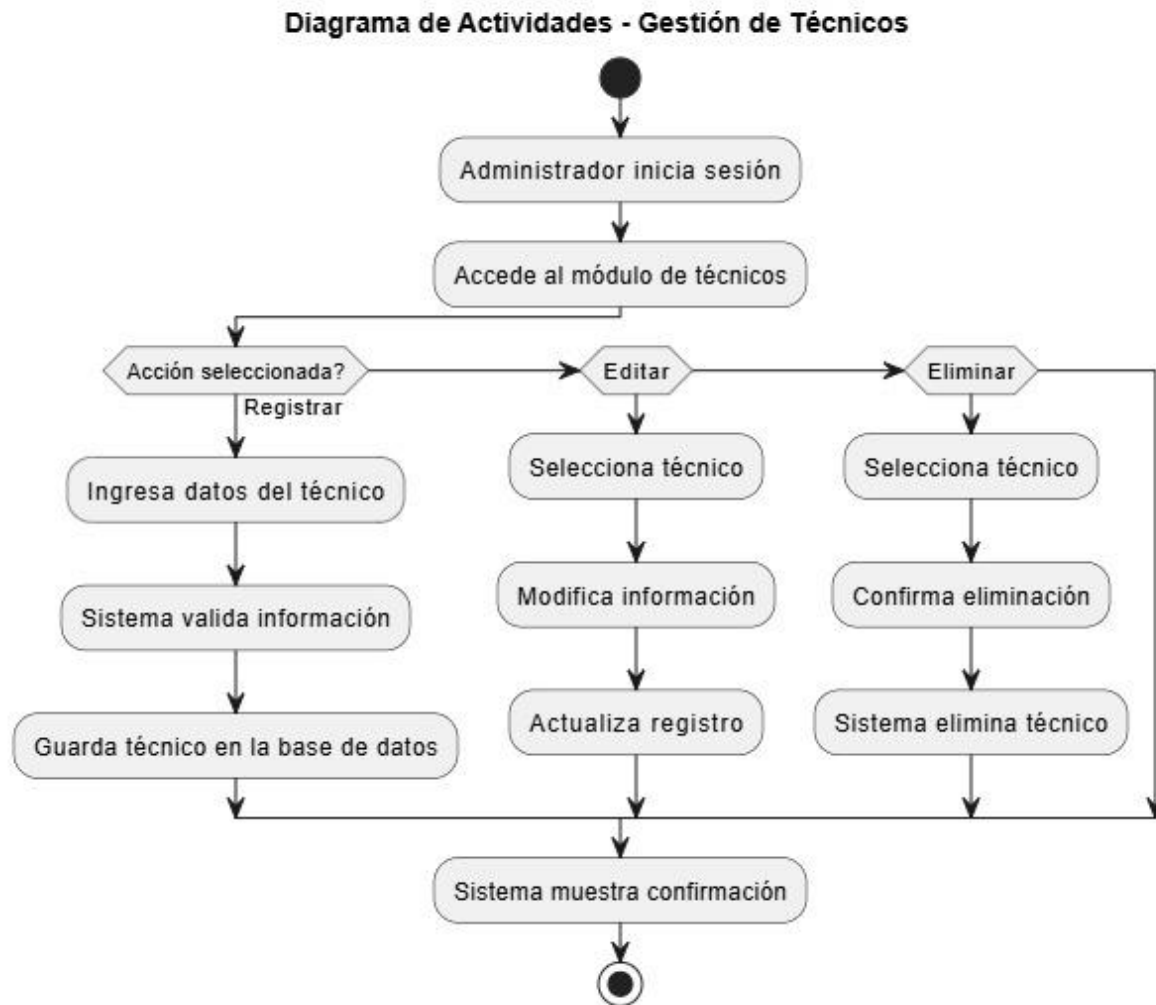 Diagrama de Actividades - Gestión de Técnicos
Administrador inicia sesión
Accede al módulo de técnicos
Acción seleccionada?
Registrar
Ingresa datos del técnico
Sistema valida información
Guarda técnico en la base de datos
Editar
Selecciona técnico
Modifica información
Actualiza registro
Eliminar
Selecciona técnico
Confirma eliminación
Sistema elimina técnico
Sistema muestra confirmación